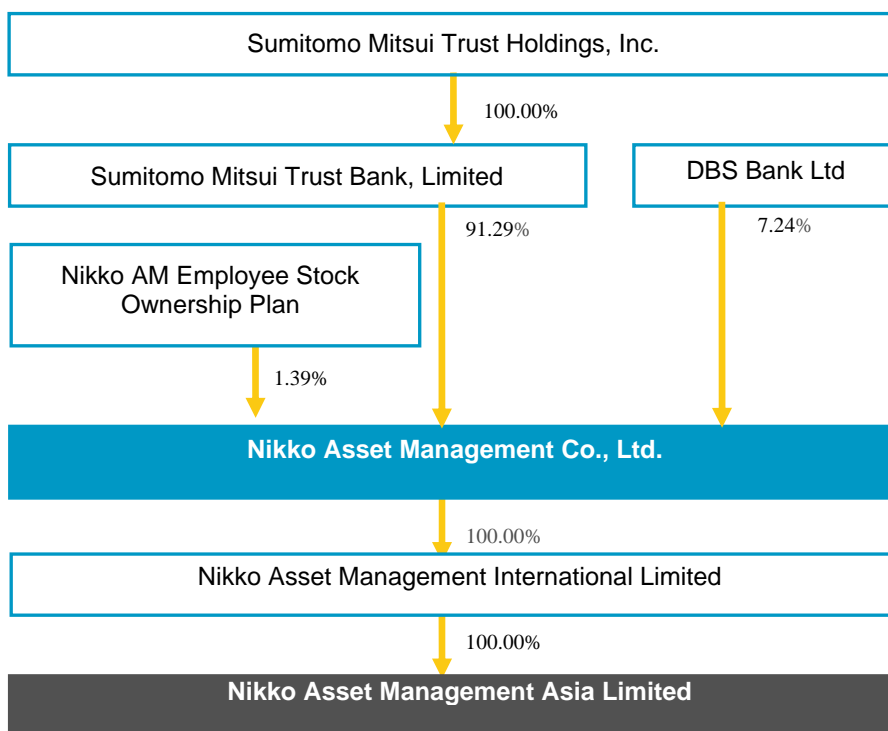 Sumitomo Mitsui Trust Holdings, Inc.
100.00%
Sumitomo Mitsui Trust Bank, Limited
DBS Bank Ltd
91.29%
7.24%
Nikko AM Employee Stock
Ownership Plan
1.39%
Nikko Asset Management Co., Ltd.
100.00%
Nikko Asset Management International Limited
100.00%
Nikko Asset Management Asia Limited